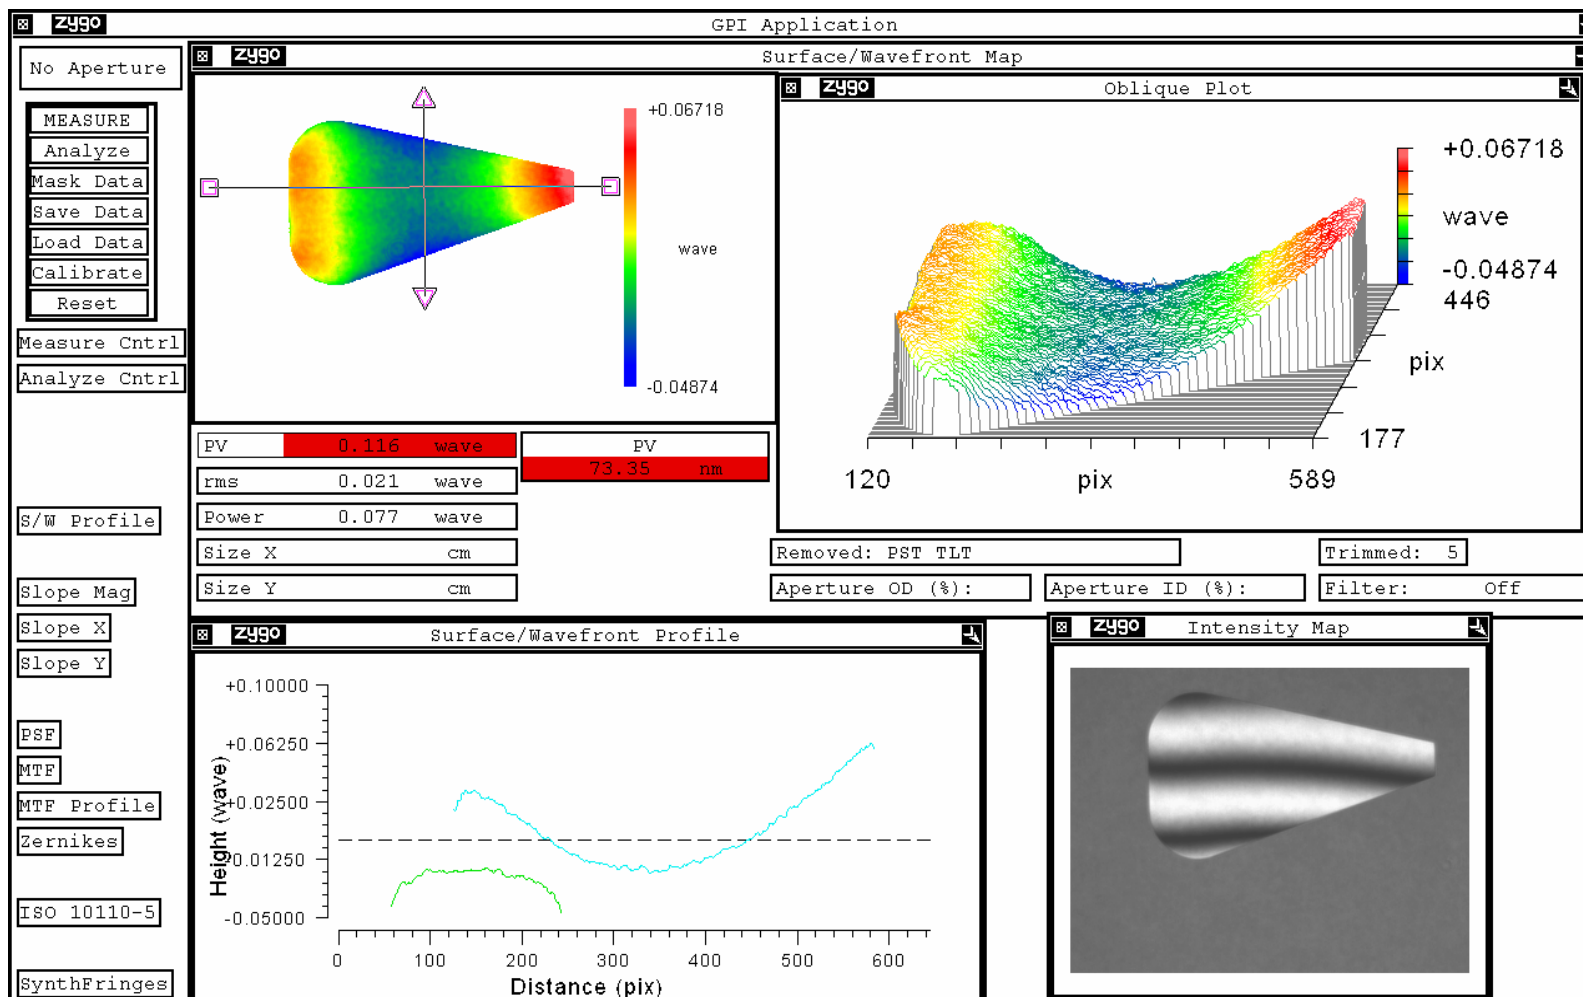 zygo GPI Application
No Aperture
MEASURE
Analyze
Mask Data
Save Data
Load Data
Calibrate
Reset
Measure Cntrl
Analyze Cntrl
S/W Profile
Slope Mag
Slope X
Slope Y
PSF
MTF
MTF Profile
Zernikes
ISO 10110-5
SynthFringes
zygo Surface/Wavefront Map
+0.06718
wave
-0.04874
zygo Oblique Plot
+0.06718
wave
-0.04874
446
pix
177
120 pix 589
PV 0.116 wave
PV
73.35 nm
rms 0.021 wave
Power 0.077 wave
Size X cm
Size Y cm
Removed: PST TLT
Trimmed: 5
Aperture OD (%):
Aperture ID (%):
Filter: Off
zygo Surface/Wavefront Profile
+0.10000
+0.06250
+0.02500
0.01250
-0.05000
Height (wave)
0 100 200 300 400 500 600
Distance (pix)
zygo Intensity Map